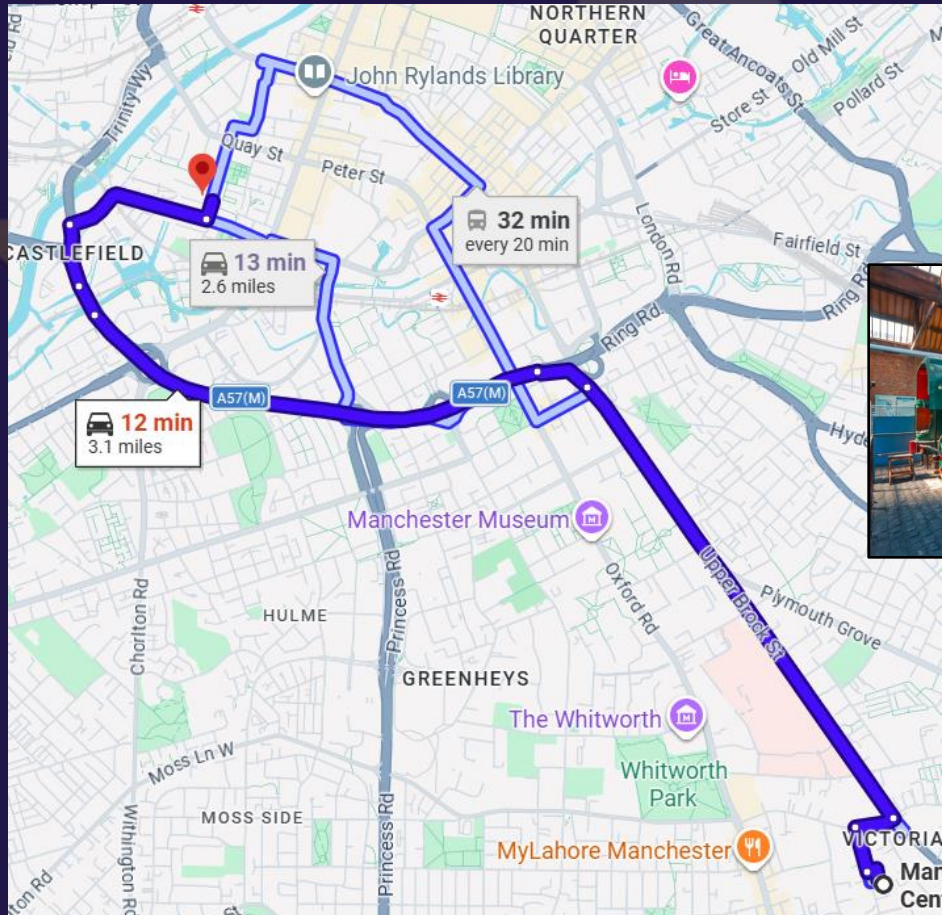 NORTHERN
QUARTER
Great Ancoats St
Old Mill St
John Rylands Library
Pollard St
Store St
Trinity Wy
Quay St
Peter St
32 min
every 20 min
London Rd
Fairfield St
CASTLEFIELD
13 min
2.6 miles
Ring Rd
Ring Rd
A57(M)
A57(M)
12 min
3.1 miles
Hyde
Manchester Museum
Oxford Rd
Upper Brook St
Plymouth Grove
Chorlton Rd
HULME
Princess Rd
GREENHEYS
The Whitworth
Moss Ln W
Whitworth
Park
Withington Rd
MOSS SIDE
Princess Rd
MyLahore Manchester
VICTORIA
Man
Cen